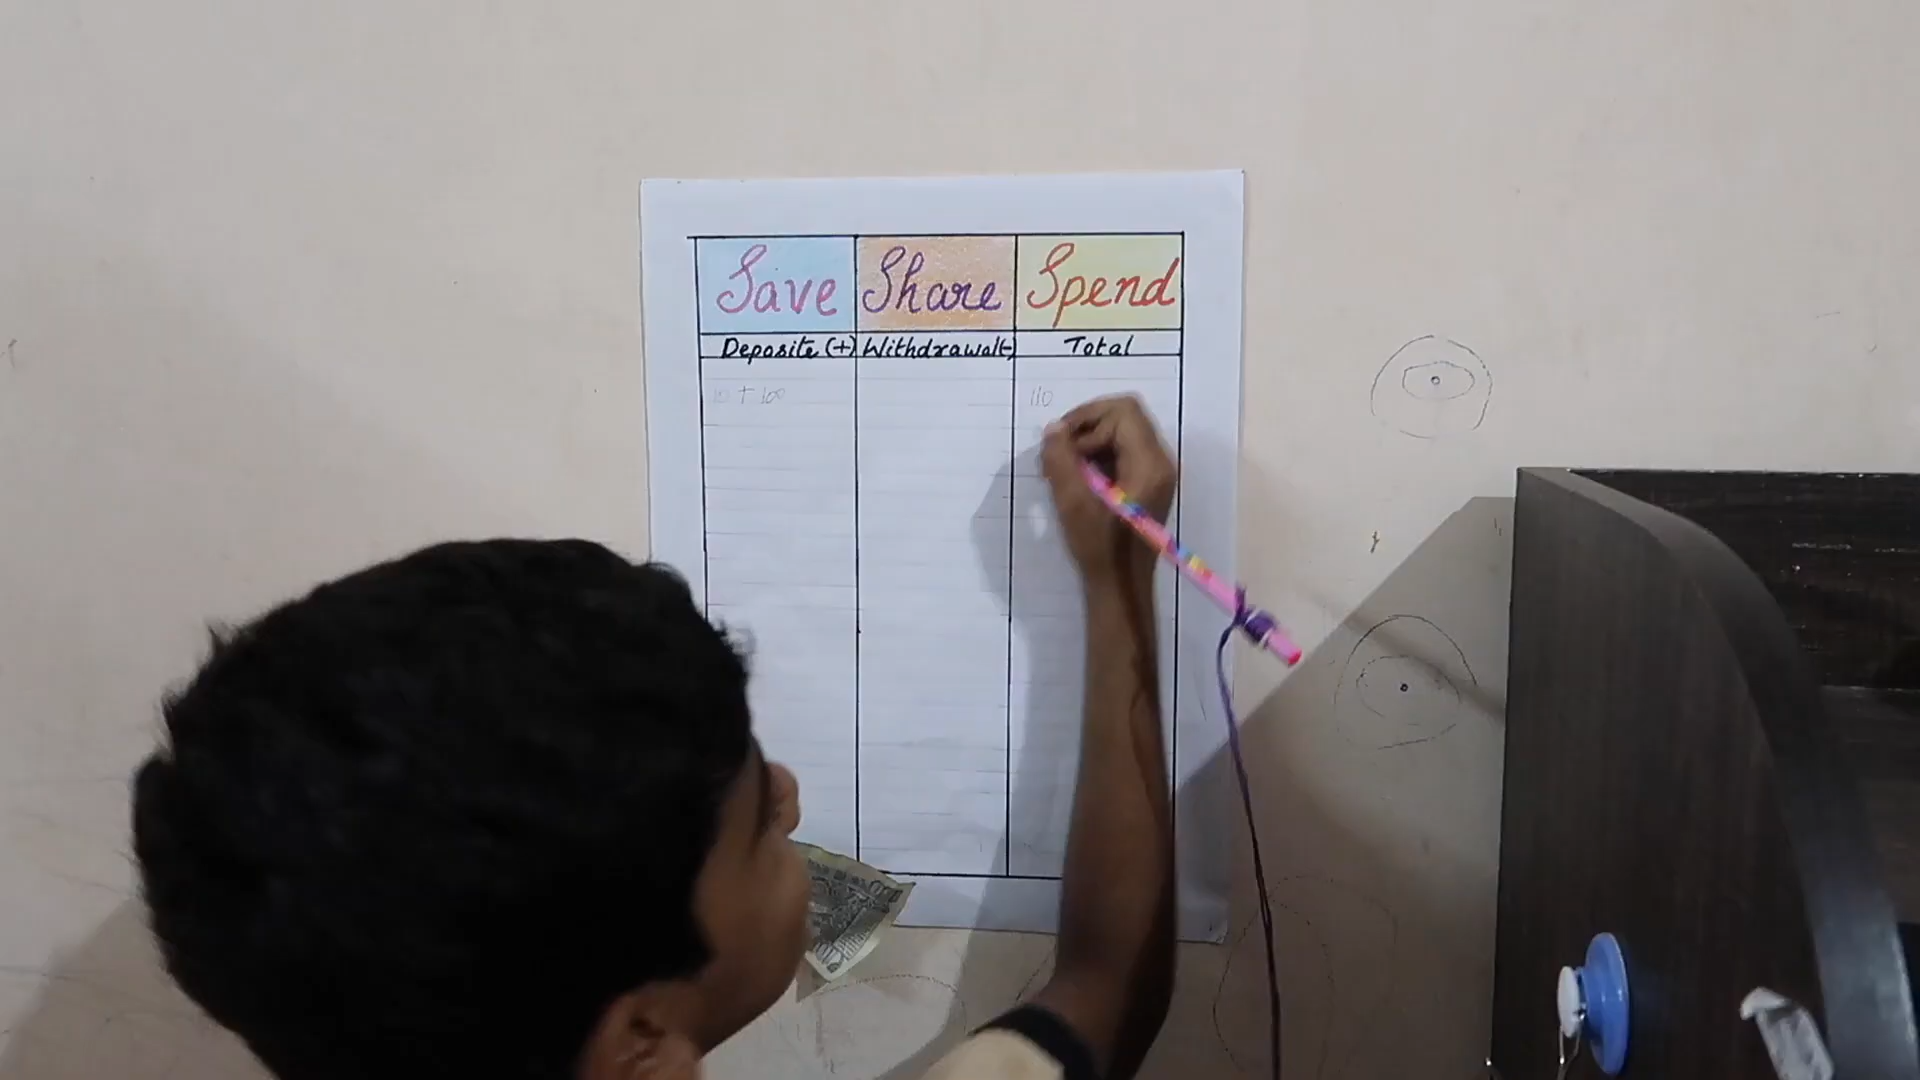 Save Share Spend
Deposite (+) Withdrawal(-) Total
10 + 100 110